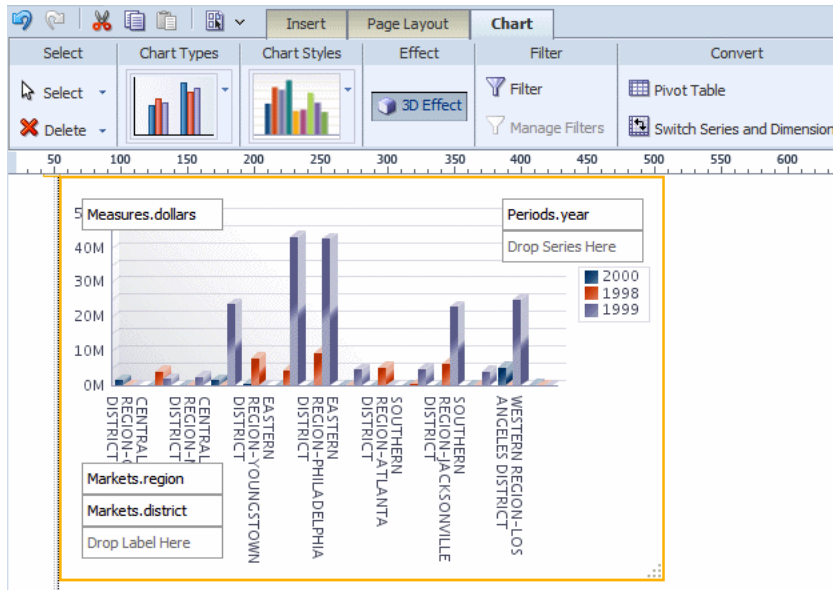 Insert
Page Layout
Chart
Select
Chart Types
Chart Styles
Effect
Filter
Convert
Select
Delete
3D Effect
Filter
Manage Filters
Pivot Table
Switch Series and Dimension
50 100 150 200 250 300 350 400 450 500 550 600
Measures.dollars
Periods.year
Drop Series Here
40M
30M
20M
10M
0M
2000
1998
1999
CENTRAL
DISTRICT
CENTRAL
DISTRICT
EASTERN
REGION-YOUNGSTOWN
DISTRICT
EASTERN
REGION-PHILADELPHIA
DISTRICT
SOUTHERN
REGION-ATLANTA
DISTRICT
SOUTHERN
REGION-JACKSONVILLE
DISTRICT
WESTERN REGION-LOS
ANGELES DISTRICT
Markets.region
Markets.district
Drop Label Here